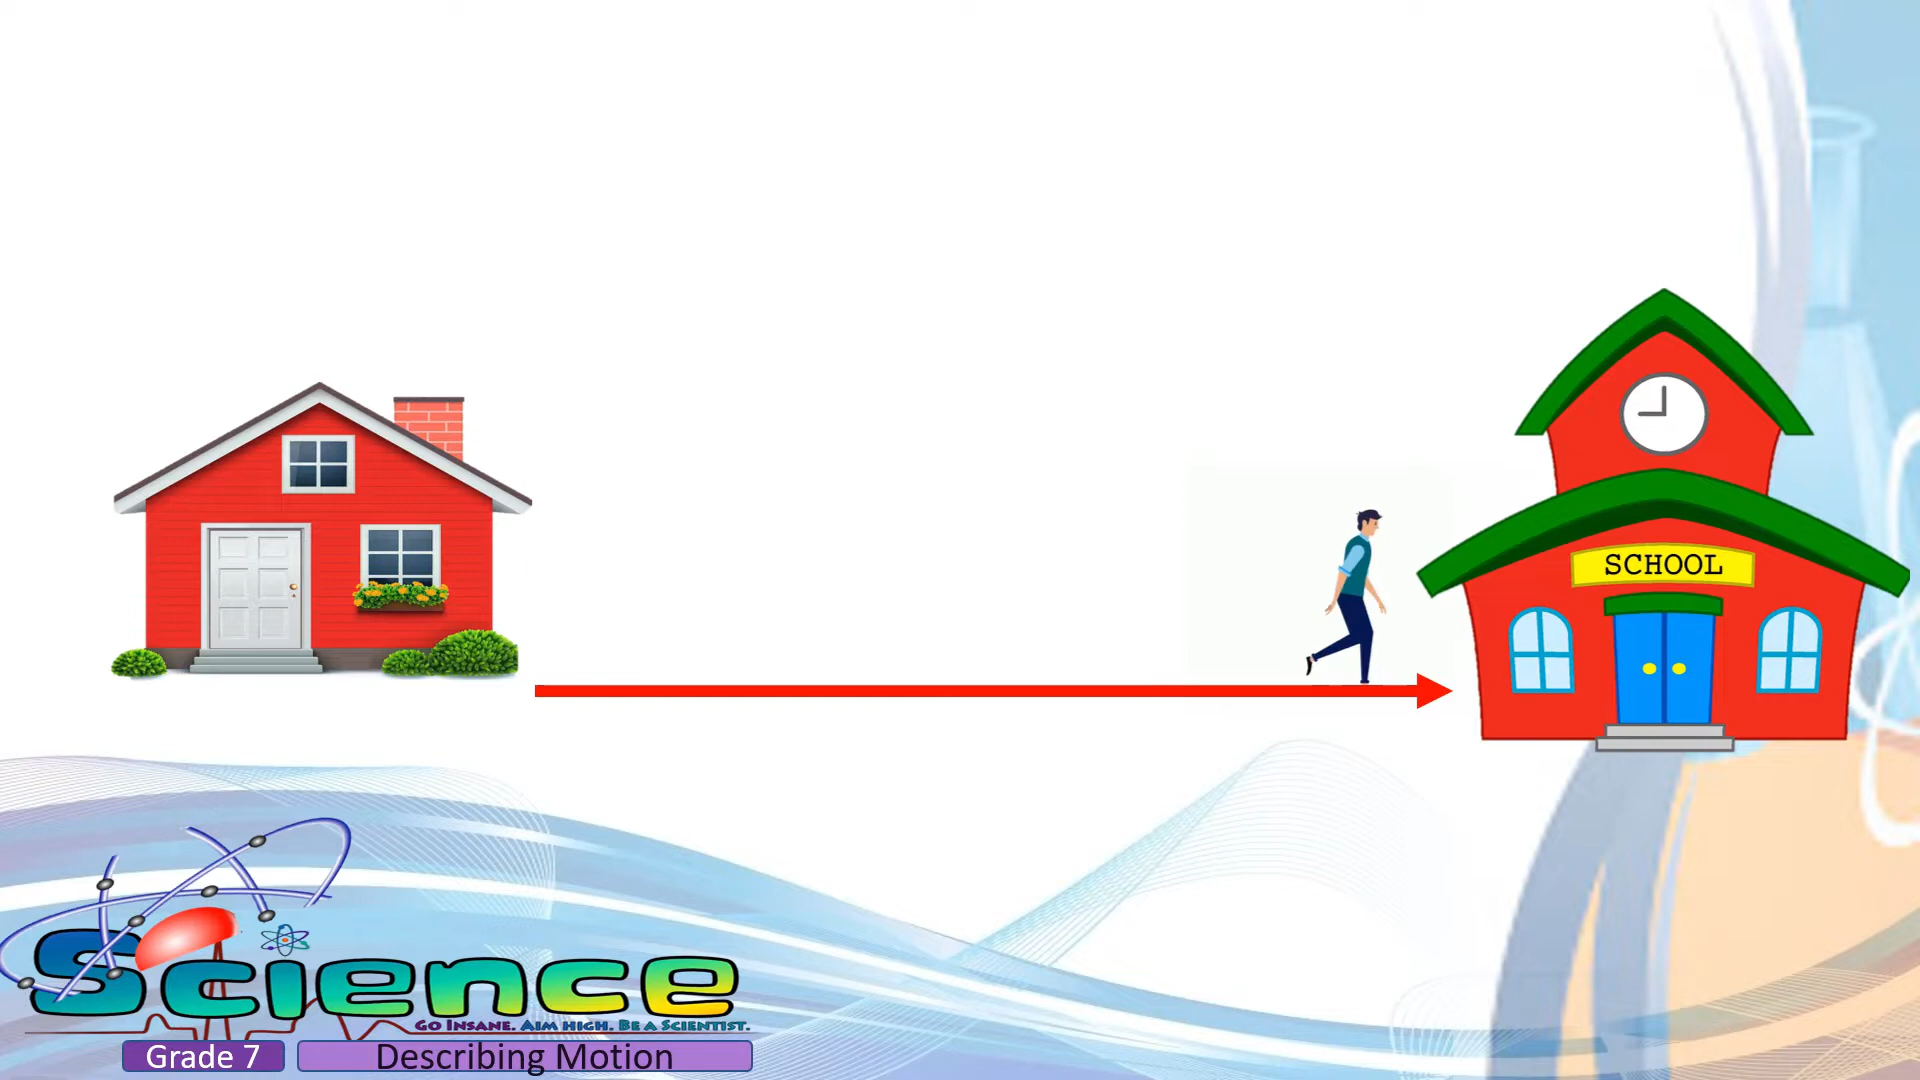 SCHOOL
Science
Go Insane. Aim high. Be a Scientist.
Grade 7
Describing Motion